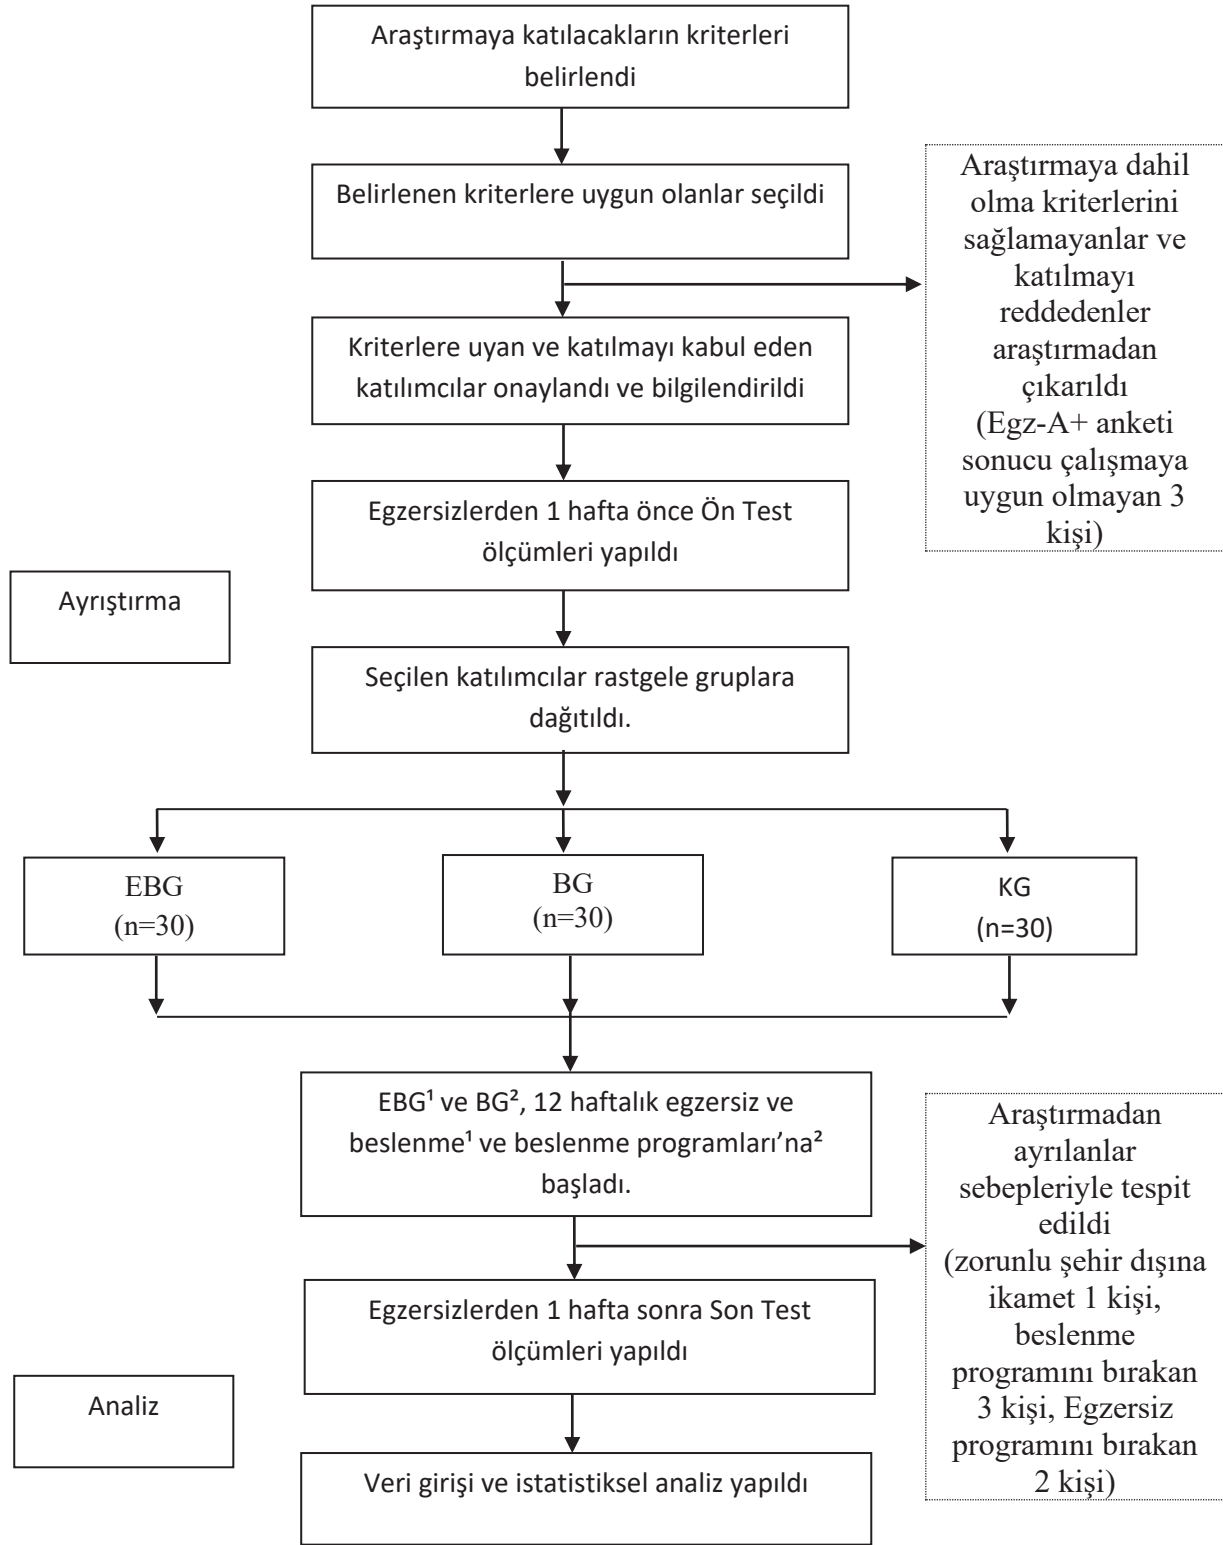 Araştırmaya katılacakların kriterleri
belirlendi
Belirlenen kriterlere uygun olanlar seçildi
Araştırmaya dahil
olma kriterlerini
sağlamayanlar ve
katılmayı
reddedenler
araştırmadan
çıkarıldı
(Egz-A+ anketi
sonucu çalışmaya
uygun olmayan 3
kişi)
Kriterlere uyan ve katılmayı kabul eden
katılımcılar onaylandı ve bilgilendirildi
Egzersizlerden 1 hafta önce Ön Test
ölçümleri yapıldı
Ayrıştırma
Seçilen katılımcılar rastgele gruplara
dağıtıldı.
EBG
(n=30)
BG
(n=30)
KG
(n=30)
EBG¹ ve BG², 12 haftalık egzersiz ve
beslenme¹ ve beslenme programları’na²
başladı.
Araştırmadan
ayrılanlar
sebepleriyle tespit
edildi
(zorunlu şehir dışına
ikamet 1 kişi,
beslenme
programını bırakan
3 kişi, Egzersiz
programını bırakan
2 kişi)
Egzersizlerden 1 hafta sonra Son Test
ölçümleri yapıldı
Analiz
Veri girişi ve istatistiksel analiz yapıldı